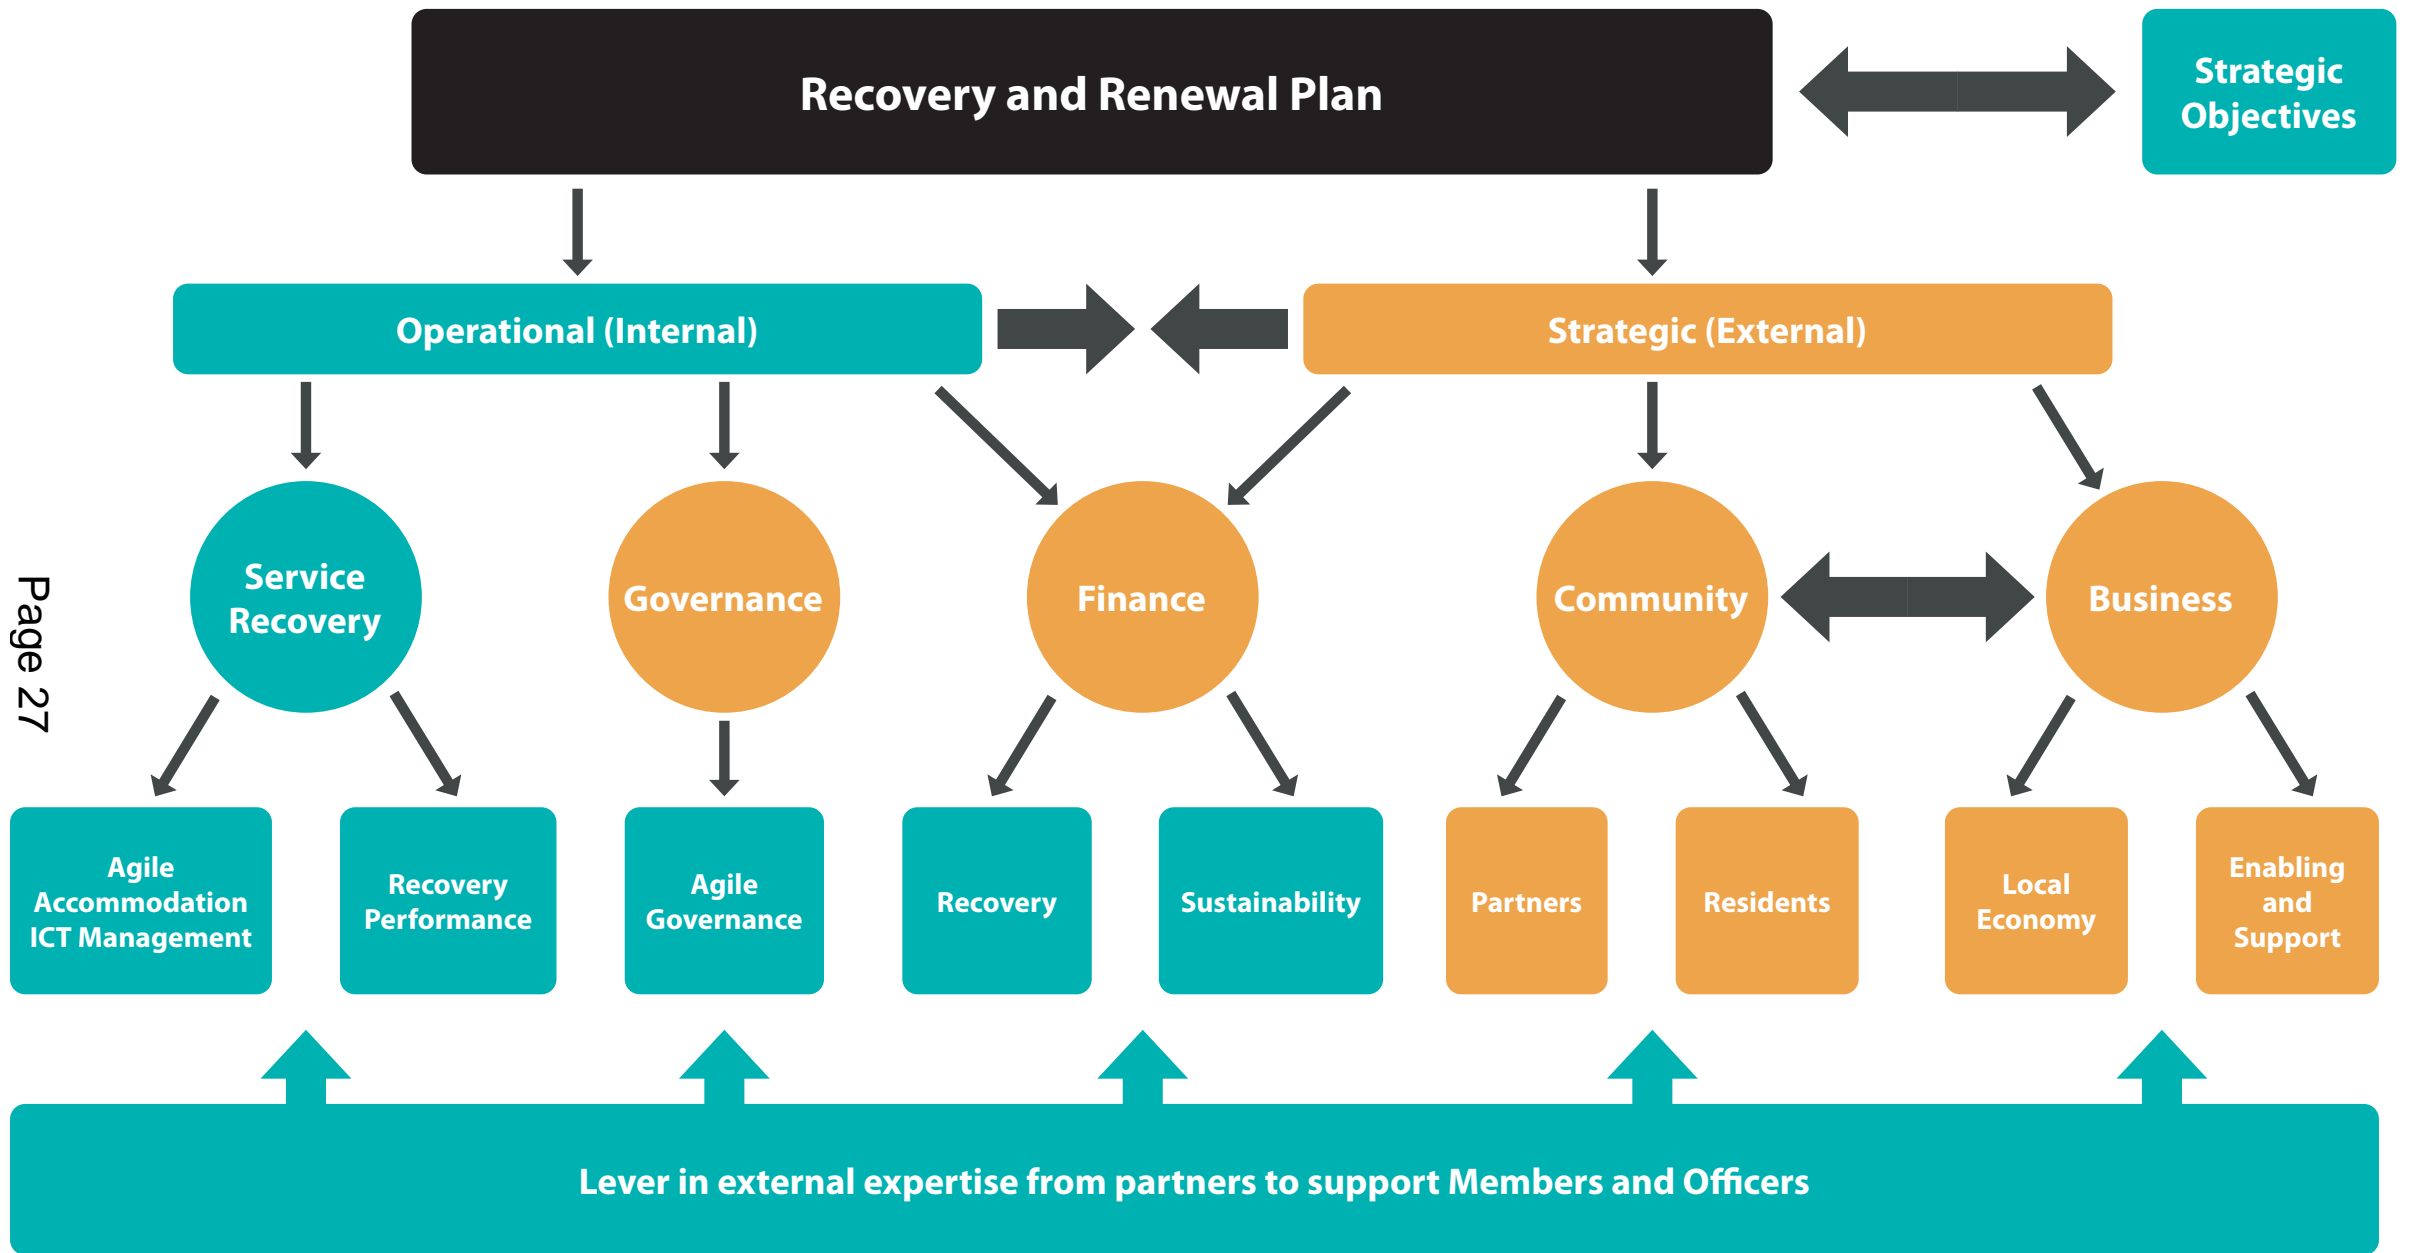 Recovery and Renewal Plan
Strategic
Objectives
Operational (Internal)
Strategic (External)
Service
Recovery
Governance
Finance
Community
Business
Page 27
Agile
Accommodation
ICT Management
Recovery
Performance
Agile
Governance
Recovery
Sustainability
Partners
Residents
Local
Economy
Enabling
and
Support
Lever in external expertise from partners to support Members and Officers